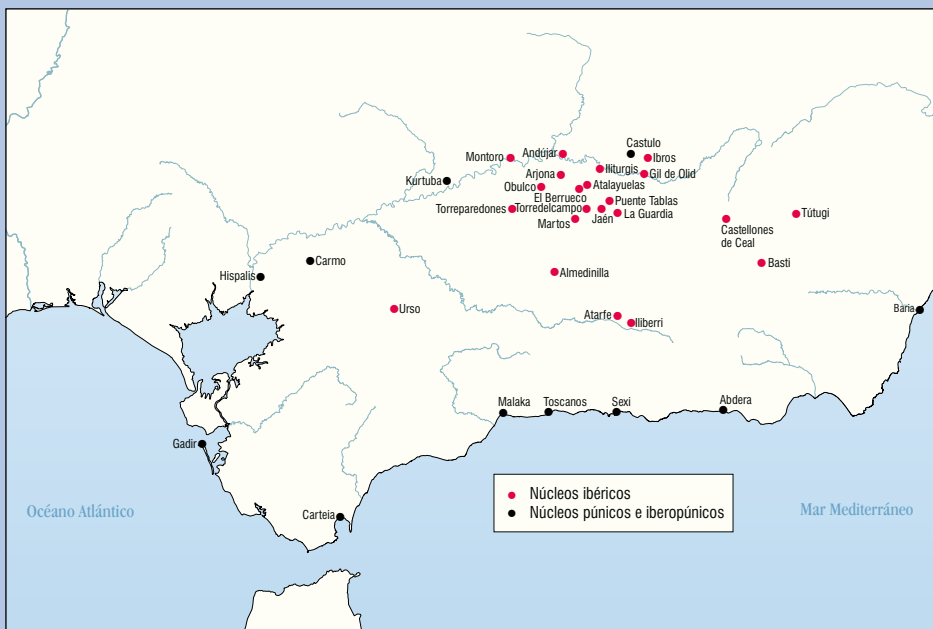 Castulo
Montoro
Andújar
Ibros
Iliturgis
Gil de Olid
Kurtuba
Arjona
Atalayuelas
Obulco
El Berrueco
Puente Tablas
Torreparedones
Torredelcampo
Jaén
La Guardia
Martos
Castellones
de Ceal
Tútugi
Carmo
Hispalis
Almedinilla
Basti
Urso
Atarfe
Iliberri
Baria
Malaka
Toscanos
Sexi
Abdera
Gadir
Carteia
Núcleos ibéricos
Núcleos púnicos e iberopúnicos
Océano Atlántico
Mar Mediterráneo